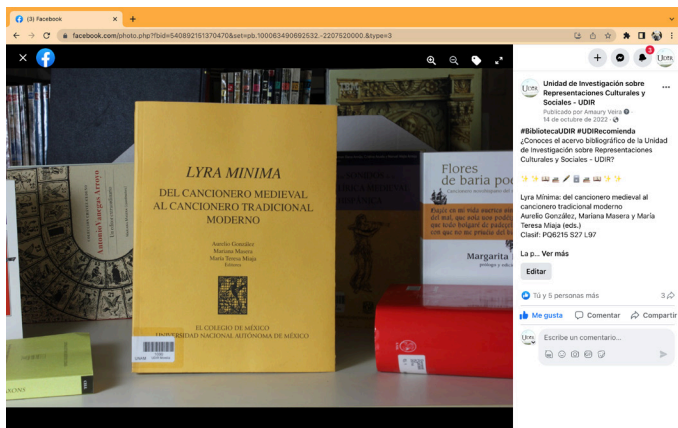 (3) Facebook
facebook.com/photo.php?fbid=540892151370470&set=pb.100063490692532.-2207520000.&type=3
LYRA MINIMA
DEL CANCIONERO MEDIEVAL
AL CANCIONERO TRADICIONAL
MODERNO
Aurelio González
Mariana Masera
María Teresa Miaja
Editores
EL COLEGIO DE MÉXICO
UNIVERSIDAD NACIONAL AUTÓNOMA DE MÉXICO
Antonio Vanegas Arroyo
Flores
de baria poe
Margarita
3
UDIR
Unidad de Investigación sobre
Representaciones Culturales y
Sociales - UDIR
Publicado por Amaury Veira
14 de octubre de 2022
#BibliotecaUDIR #UDIRecomienda
¿Conoces el acervo bibliográfico de la Unidad
de Investigación sobre Representaciones
Culturales y Sociales - UDIR?
Lyra Mínima: del cancionero medieval al
cancionero tradicional moderno
Aurelio González, Mariana Masera y María
Teresa Miaja (eds.)
Clasif: PQ6215 S27 L97
La p... Ver más
Editar
Tú y 5 personas más
3
Me gusta
Comentar
Compartir
Escribe un comentario...